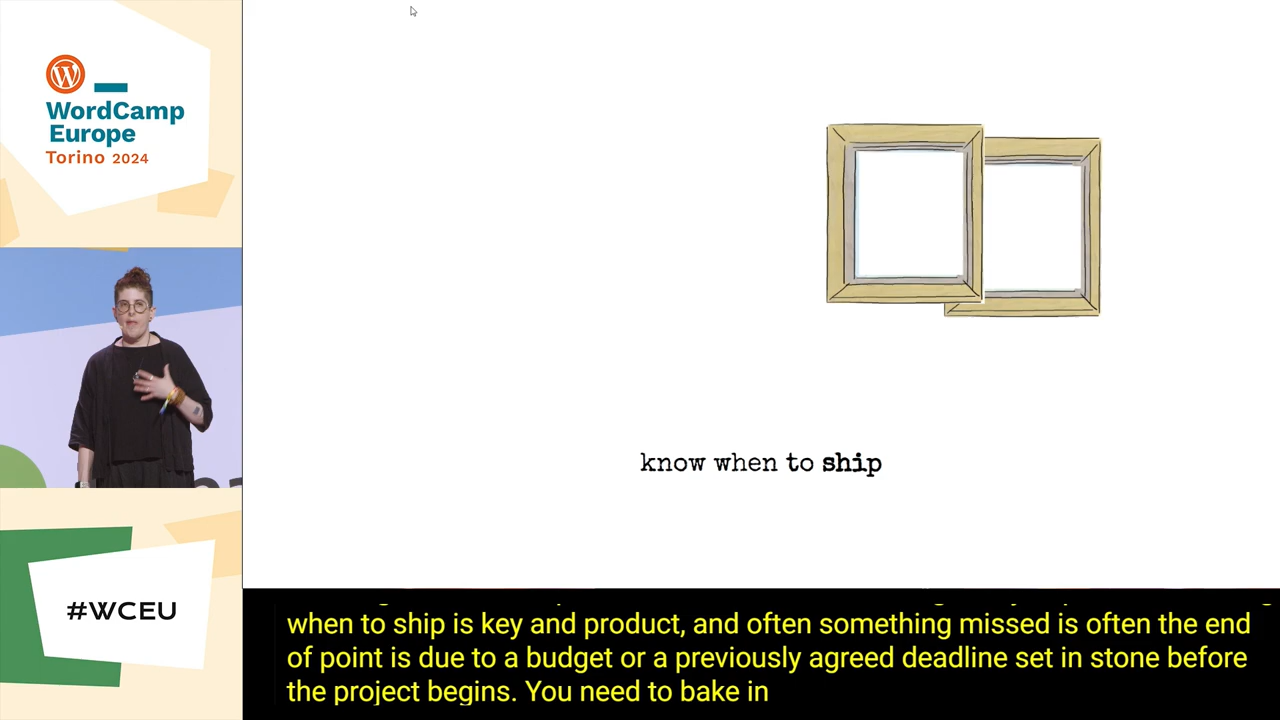 WordCamp
Europe
Torino 2024
know when to ship
#WCEU
when to ship is key and product, and often something missed is often the end
of point is due to a budget or a previously agreed deadline set in stone before
the project begins. You need to bake in